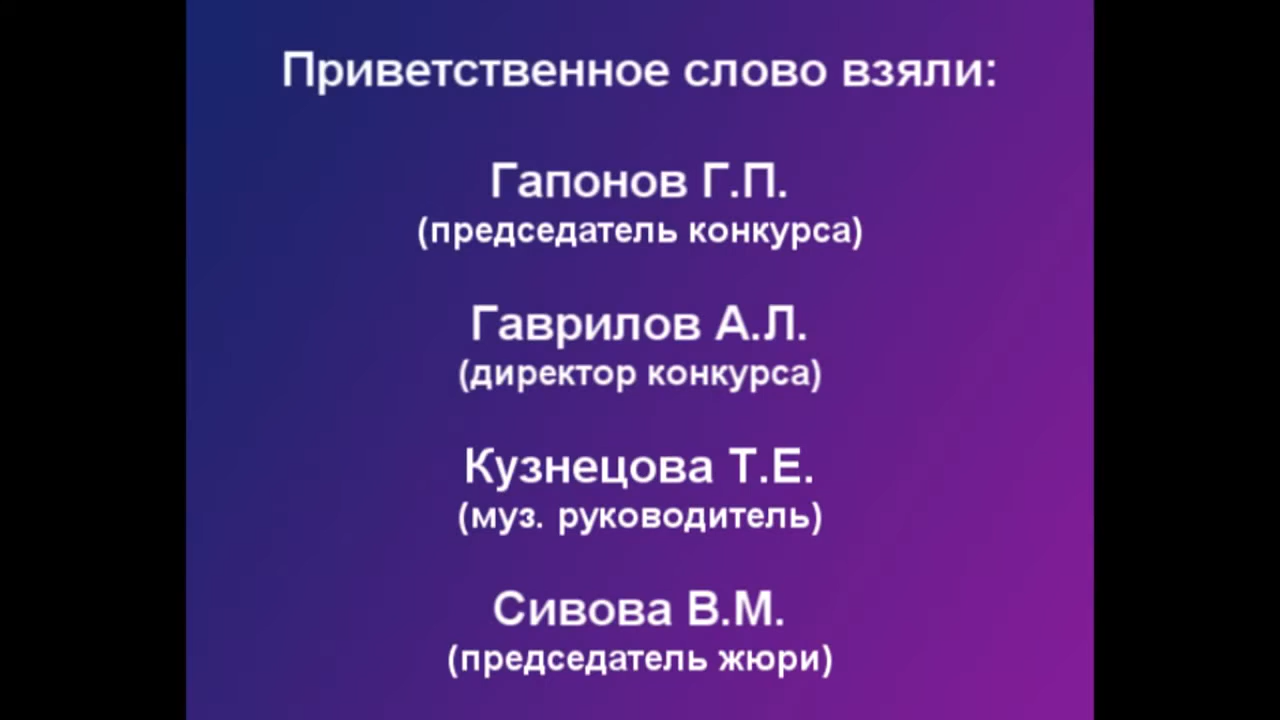 Приветственное слово взяли:
Гапонов Г.П.
(председатель конкурса)
Гаврилов А.Л.
(директор конкурса)
Кузнецова Т.Е.
(муз. руководитель)
Сивова В.М.
(председатель жюри)